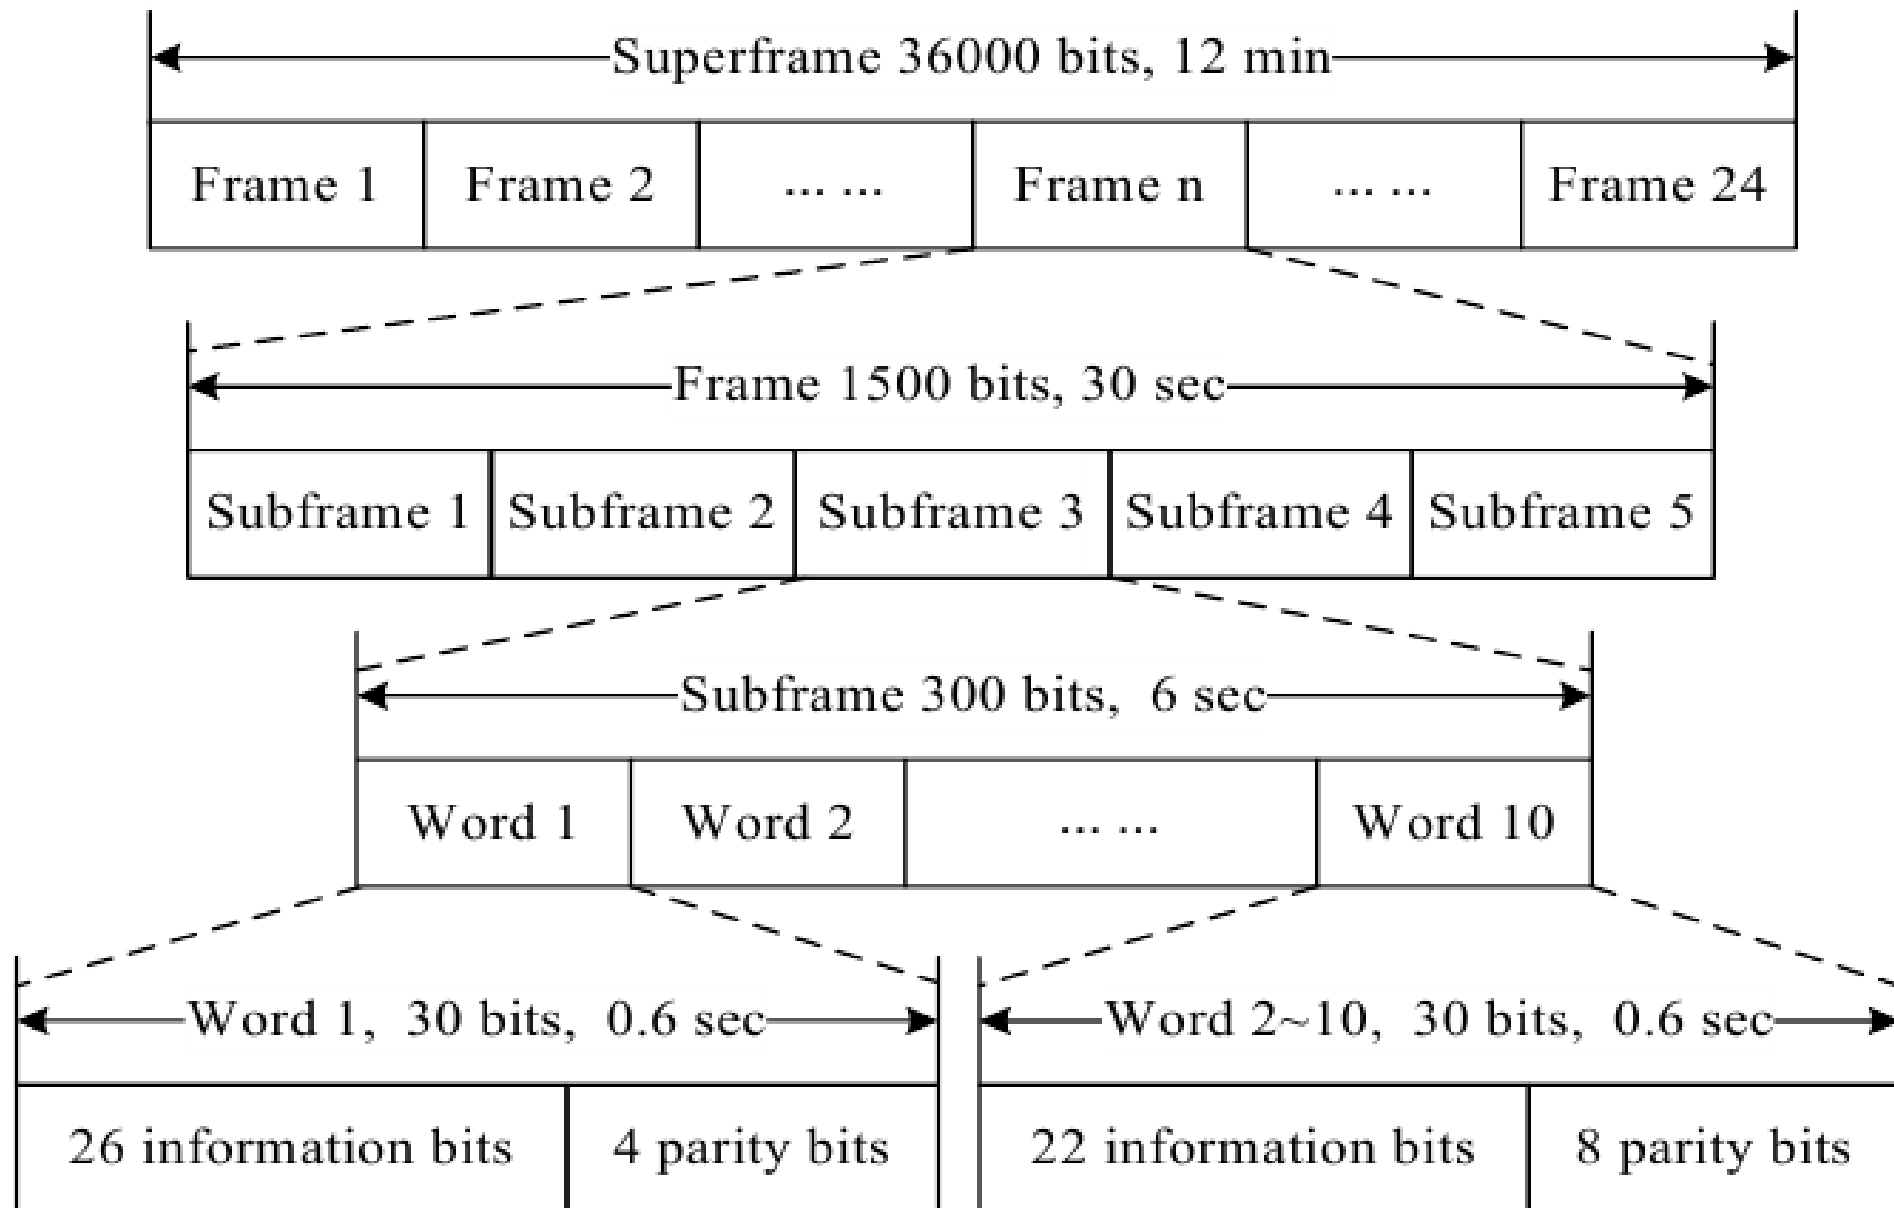 Superframe 36000 bits, 12 min
Frame 1 Frame 2 ... ... Frame n ... ... Frame 24
Frame 1500 bits, 30 sec
Subframe 1 Subframe 2 Subframe 3 Subframe 4 Subframe 5
Subframe 300 bits, 6 sec
Word 1 Word 2 ... ... Word 10
Word 1, 30 bits, 0.6 sec Word 2~10, 30 bits, 0.6 sec
26 information bits 4 parity bits 22 information bits 8 parity bits